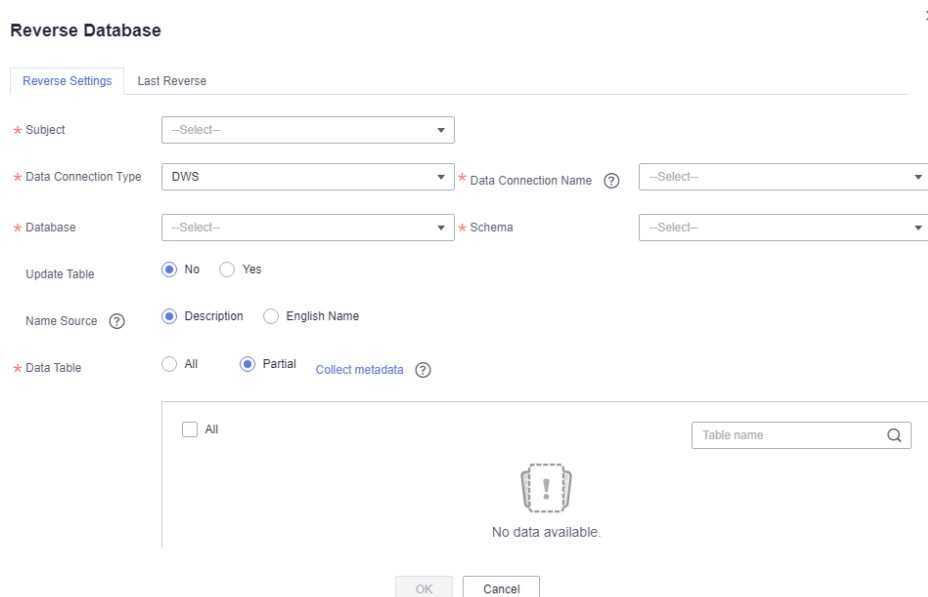 Reverse Database
Reverse Settings Last Reverse
* Subject --Select--
* Data Connection Type DWS * Data Connection Name ? --Select--
* Database --Select-- * Schema --Select--
Update Table No Yes
Name Source ? Description English Name
* Data Table All Partial Collect metadata ?
All Table name
!
No data available.
OK Cancel